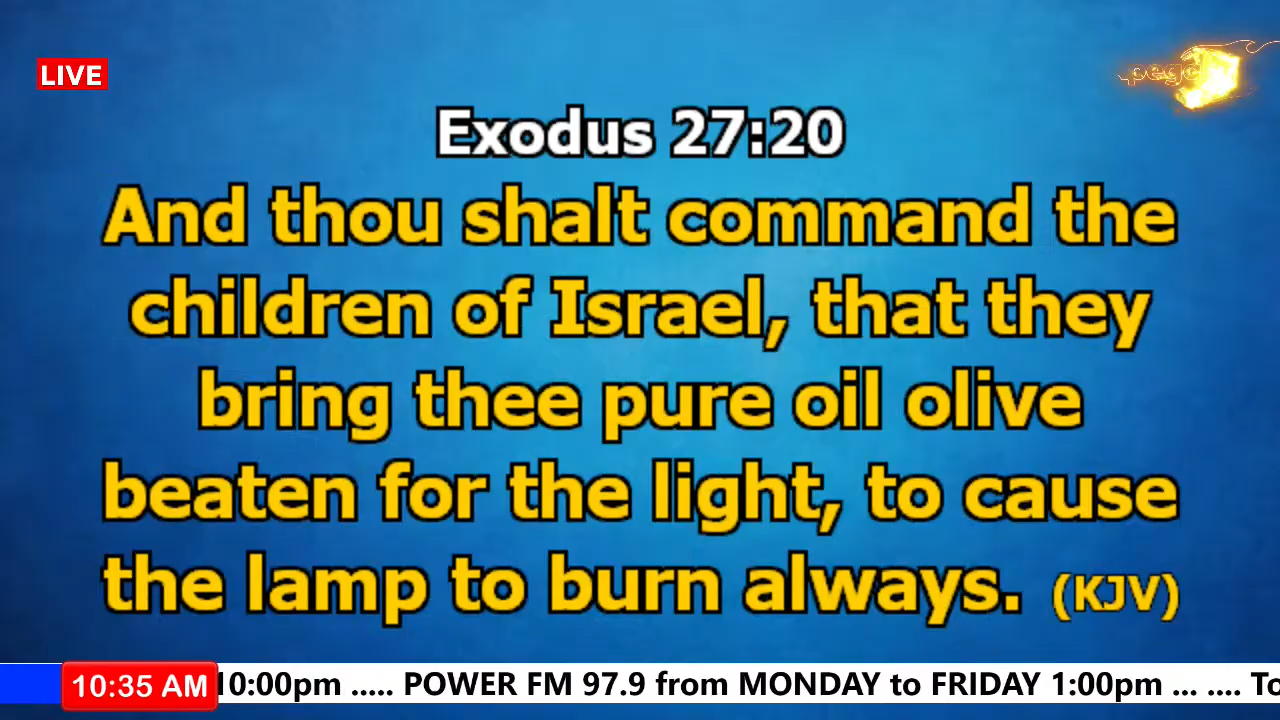 LIVE
Exodus 27:20
And thou shalt command the
children of Israel, that they
bring thee pure oil olive
beaten for the light, to cause
the lamp to burn always. (KJV)
10:35 AM
10:00pm ..... POWER FM 97.9 from MONDAY to FRIDAY 1:00pm ... .... To